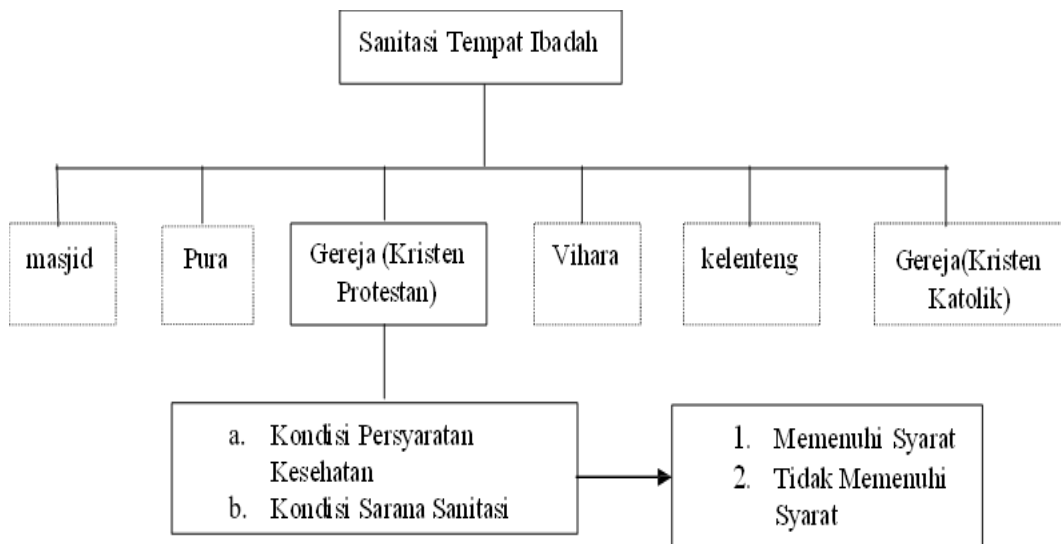 Sanitasi Tempat Ibadah
masjid
Pura
Gereja (Kristen
Protestan)
Vihara
kelenteng
Gereja(Kristen
Katolik)
a. Kondisi Persyaratan
Kesehatan
b. Kondisi Sarana Sanitasi
1. Memenuhi Syarat
2. Tidak Memenuhi
Syarat